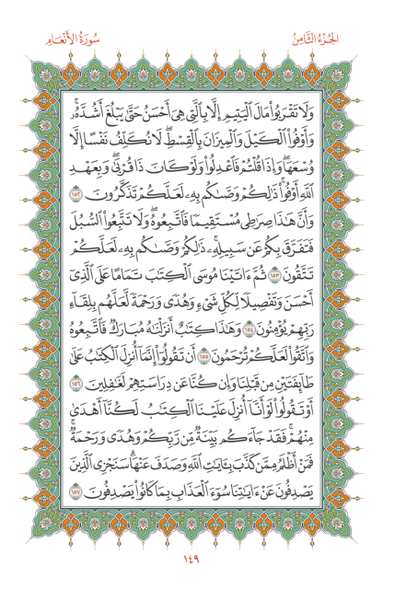 الجُزْءُ الثَّامِنُ سُورَةُ الأَنْعَامِ
وَلَا تَقْرَبُوا۟ مَالَ ٱلْيَتِيمِ إِلَّا بِٱلَّتِى هِىَ أَحْسَنُ حَتَّىٰ يَبْلُغَ أَشُدَّهُۥۖ
وَأَوْفُوا۟ ٱلْكَيْلَ وَٱلْمِيزَانَ بِٱلْقِسْطِۖ لَا نُكَلِّفُ نَفْسًا إِلَّا
وُسْعَهَاۖ وَإِذَا قُلْتُمْ فَٱعْدِلُوا۟ وَلَوْ كَانَ ذَا قُرْبَىٰۖ وَبِعَهْدِ
ٱللَّهِ أَوْفُوا۟ۚ ذَٰلِكُمْ وَصَّىٰكُم بِهِۦ لَعَلَّكُمْ تَذَكَّرُونَ ١٥٢
وَأَنَّ هَٰذَا صِرَٰطِى مُسْتَقِيمًا فَٱتَّبِعُوهُۖ وَلَا تَتَّبِعُوا۟ ٱلسُّبُلَ
فَتَفَرَّقَ بِكُمْ عَن سَبِيلِهِۦۚ ذَٰلِكُمْ وَصَّىٰكُم بِهِۦ لَعَلَّكُمْ
تَتَّقُونَ ١٥٣ ثُمَّ ءَاتَيْنَا مُوسَى ٱلْكِتَٰبَ تَمَامًا عَلَى ٱلَّذِىٓ
أَحْسَنَ وَتَفْصِيلًا لِّكُلِّ شَىْءٍ وَهُدًى وَرَحْمَةً لَّعَلَّهُم بِلِقَآءِ
رَبِّهِمْ يُؤْمِنُونَ ١٥٤ وَهَٰذَا كِتَٰبٌ أَنزَلْنَٰهُ مُبَارَكٌ فَٱتَّبِعُوهُ
وَٱتَّقُوا۟ لَعَلَّكُمْ تُرْحَمُونَ ١٥٥ أَن تَقُولُوٓا۟ إِنَّمَآ أُنزِلَ ٱلْكِتَٰبُ عَلَىٰ
طَآئِفَتَيْنِ مِن قَبْلِنَا وَإِن كُنَّا عَن دِرَاسَتِهِمْ لَغَٰفِلِينَ ١٥٦
أَوْ تَقُولُوا۟ لَوْ أَنَّآ أُنزِلَ عَلَيْنَا ٱلْكِتَٰبُ لَكُنَّآ أَهْدَىٰ
مِنْهُمْۚ فَقَدْ جَآءَكُم بَيِّنَةٌ مِّن رَّبِّكُمْ وَهُدًى وَرَحْمَةٌۚ
فَمَنْ أَظْلَمُ مِمَّن كَذَّبَ بِـَٔايَٰتِ ٱللَّهِ وَصَدَفَ عَنْهَاۗ سَنَجْزِى ٱلَّذِينَ
يَصْدِفُونَ عَنْ ءَايَٰتِنَا سُوٓءَ ٱلْعَذَابِ بِمَا كَانُوا۟ يَصْدِفُونَ ١٥٧
١٤٩